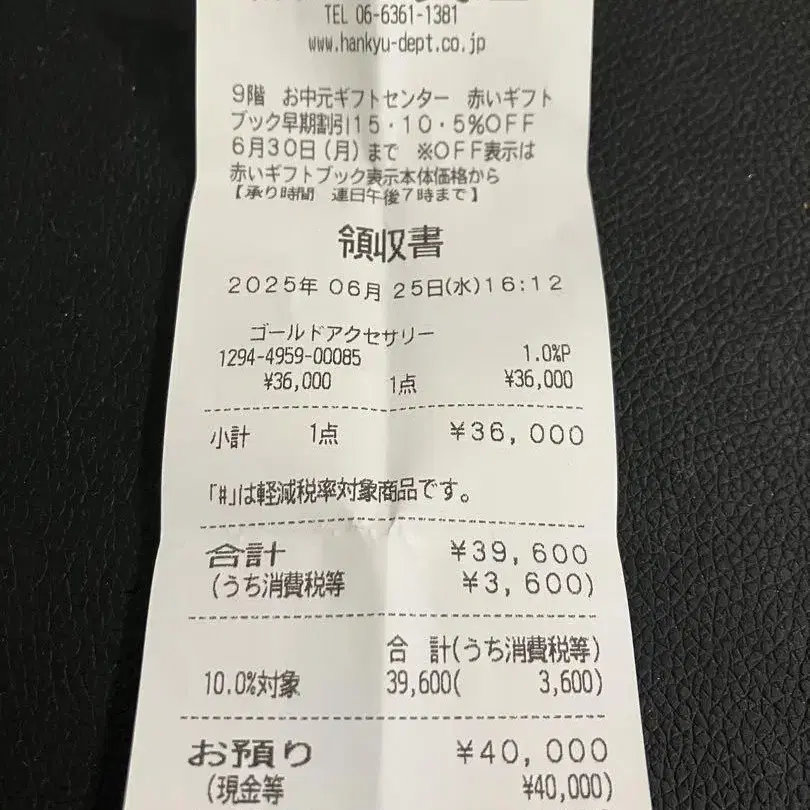 TEL 06-6361-1381
www.hankyu-dept.co.jp
9階 お中元ギフトセンター 赤いギフト
ブック早期割引15・10・5%OFF
6月30日(月)まで ※OFF表示は
赤いギフトブック表示本体価格から
【承り時間 連日午後7時まで】
領収書
2025年 06月 25日(水)16:12
ゴールドアクセサリー
1294-4959-00085 1.0%P
¥36,000 1点 ¥36,000
小計 1点 ¥36,000
「#」は軽減税率対象商品です。
合計 ¥39,600
(うち消費税等 ¥3,600)
合 計(うち消費税等)
10.0%対象 39,600( 3,600)
お預り ¥40,000
(現金等 ¥40,000)